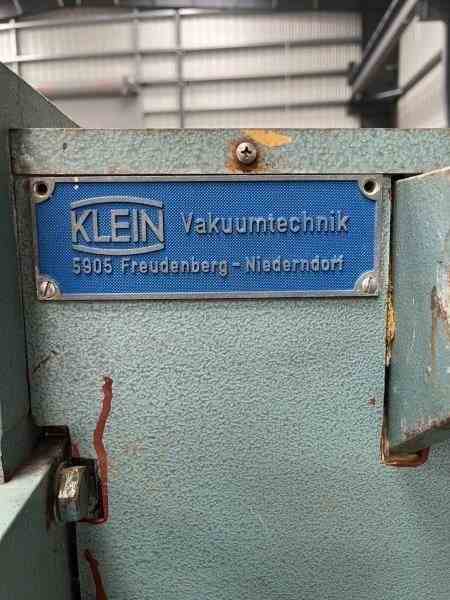 KLEIN Vakuumtechnik
5905 Freudenberg - Niederndorf